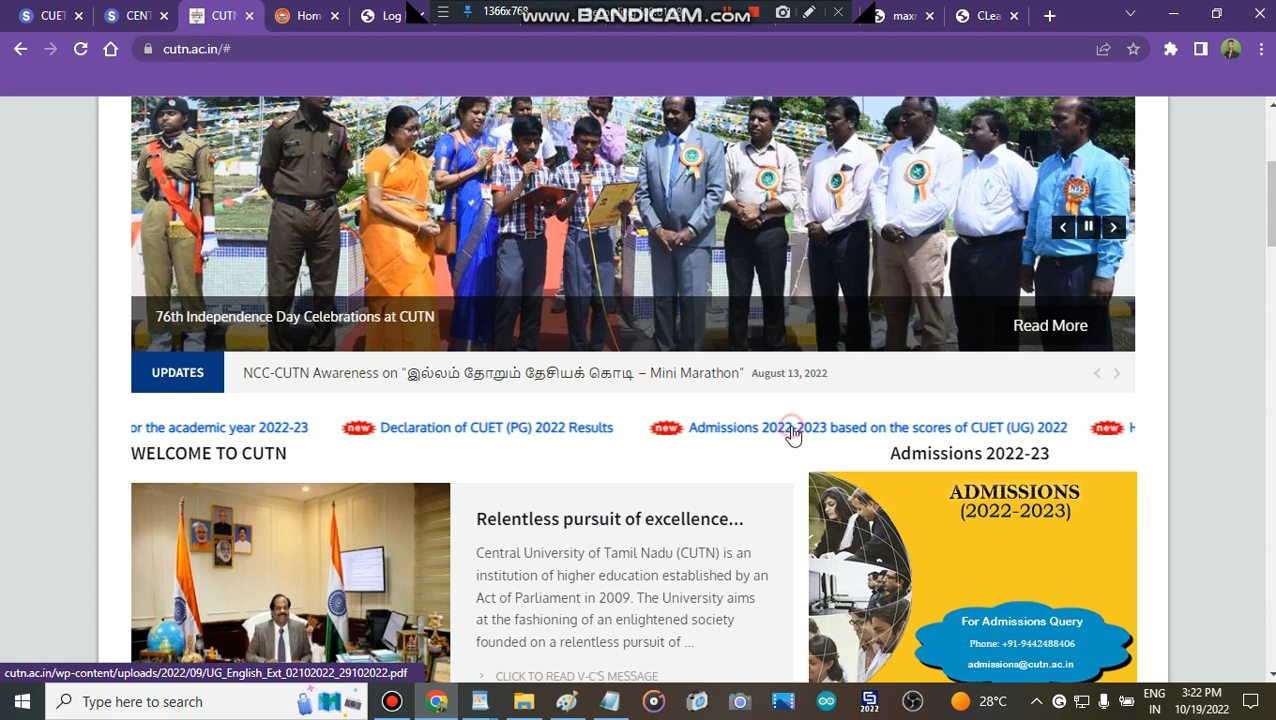 CUET
CENT
CUTN
Hom
Log
1366x768
www.BANDICAM.com
maxr
Clea
cutn.ac.in/#
76th Independence Day Celebrations at CUTN
Read More
UPDATES
NCC-CUTN Awareness on “இல்லம் தோறும் தேசியக் கொடி – Mini Marathon” August 13, 2022
or the academic year 2022-23 new Declaration of CUET (PG) 2022 Results new Admissions 2022-2023 based on the scores of CUET (UG) 2022 new H
WELCOME TO CUTN
Admissions 2022-23
Relentless pursuit of excellence...
Central University of Tamil Nadu (CUTN) is an
institution of higher education established by an
Act of Parliament in 2009. The University aims
at the fashioning of an enlightened society
founded on a relentless pursuit of ...
CLICK TO READ V-C'S MESSAGE
ADMISSIONS
(2022-2023)
For Admissions Query
Phone: +91-9442488406
admissions@cutn.ac.in
cutn.ac.in/wp-content/uploads/2022/09/UG_English_Ext_02102022_29102022.pdf
Type here to search
2022
28°C
ENG
IN
3:22 PM
10/19/2022